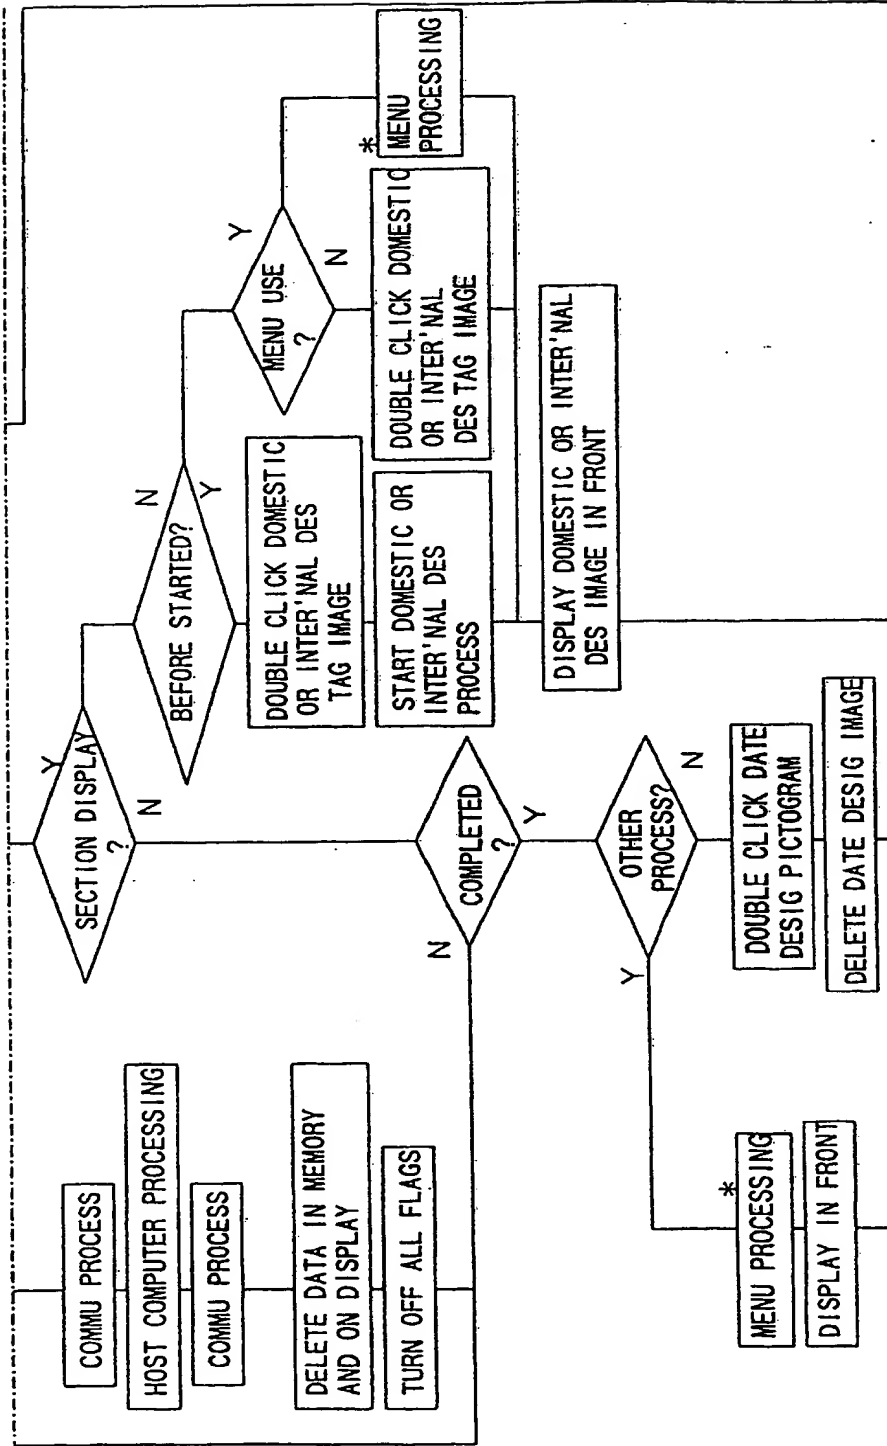 COMMU PROCESS
HOST COMPUTER PROCESSING
COMMU PROCESS
DELETE DATA IN MEMORY
AND ON DISPLAY
TURN OFF ALL FLAGS
SECTION DISPLAY
?
Y
N
BEFORE STARTED?
N
Y
DOUBLE CLICK DOMESTIC
OR INTER'NAL DES
TAG IMAGE
START DOMESTIC OR
INTER'NAL DES
PROCESS
MENU USE
?
Y
N
*
MENU
PROCESSING
DOUBLE CLICK DOMESTIC
OR INTER'NAL
DES TAG IMAGE
DISPLAY DOMESTIC OR INTER'NAL
DES IMAGE IN FRONT
COMPLETED
?
N
Y
OTHER
PROCESS?
Y
N
*
MENU PROCESSING
DISPLAY IN FRONT
DOUBLE CLICK DATE
DESIG PICTOGRAM
DELETE DATE DESIG IMAGE